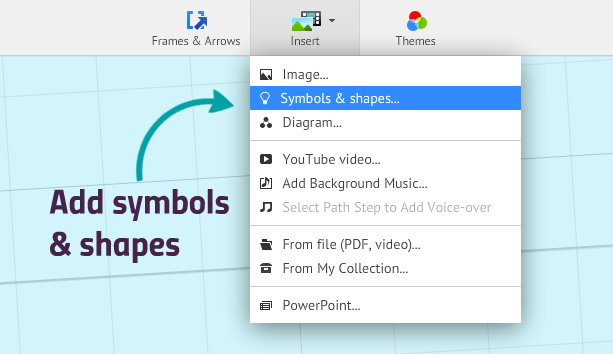 Frames & Arrows
Insert
Themes
Image...
Symbols & shapes...
Diagram...
YouTube video...
Add Background Music...
Select Path Step to Add Voice-over
From file (PDF, video)...
From My Collection...
PowerPoint...
Add symbols
& shapes